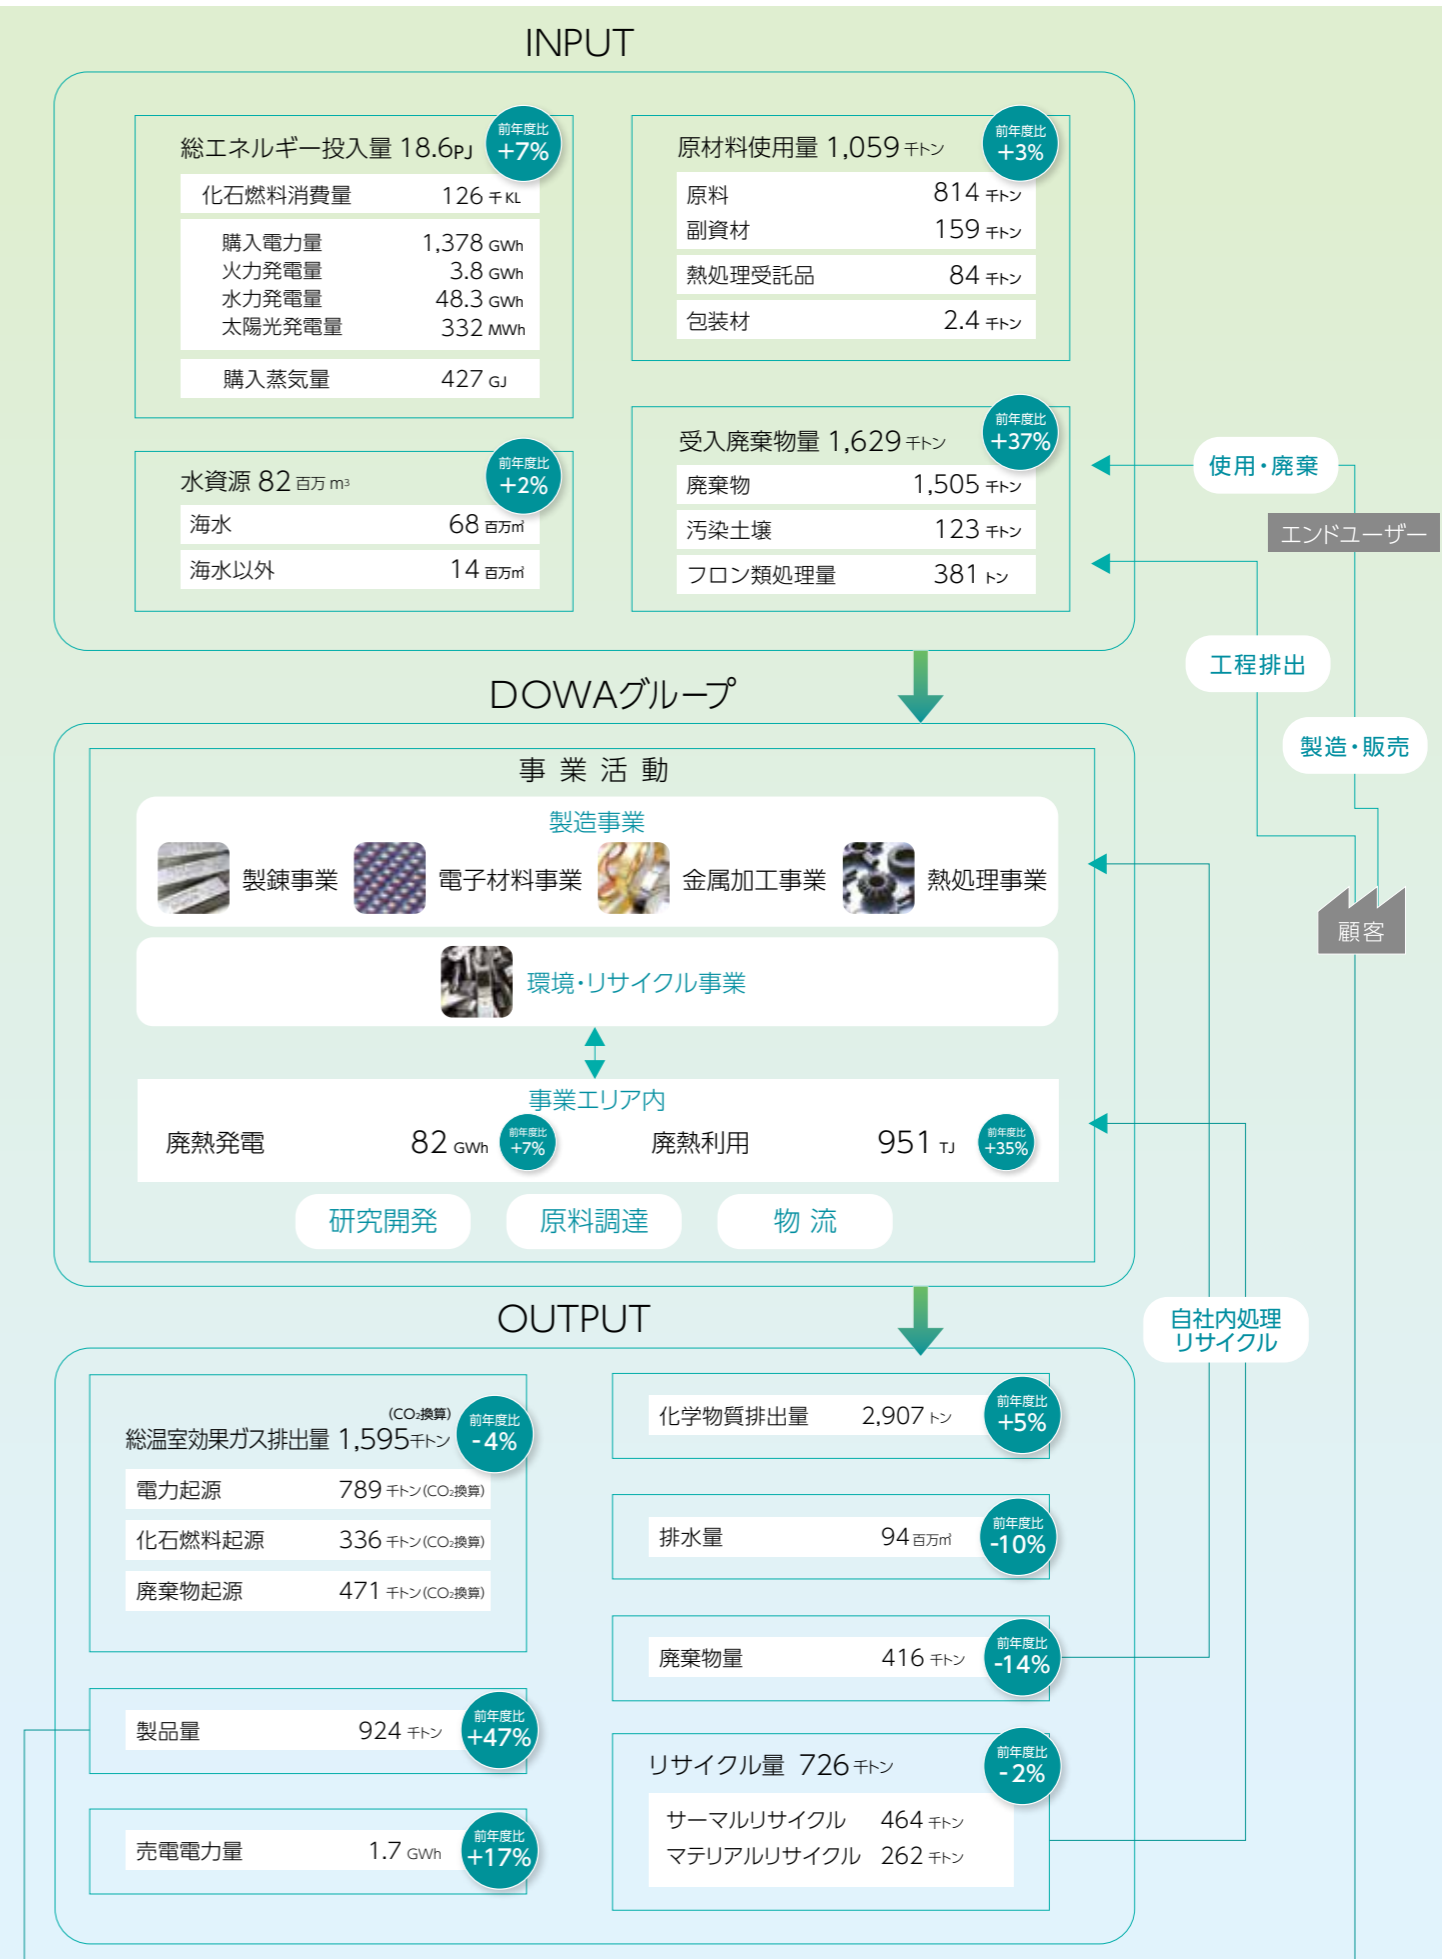 INPUT
総エネルギー投入量 18.6PJ
前年度比
+7%
化石燃料消費量 126 千KL
購入電力量 1,378 GWh
火力発電量 3.8 GWh
水力発電量 48.3 GWh
太陽光発電量 332 MWh
購入蒸気量 427 GJ
原材料使用量 1,059 千トン
前年度比
+3%
原料 814 千トン
副資材 159 千トン
熱処理受託品 84 千トン
包装材 2.4 千トン
水資源 82 百万 m³
前年度比
+2%
海水 68 百万㎥
海水以外 14 百万㎥
受入廃棄物量 1,629 千トン
前年度比
+37%
廃棄物 1,505 千トン
汚染土壌 123 千トン
フロン類処理量 381 トン
使用・廃棄
エンドユーザー
工程排出
製造・販売
顧客
DOWAグループ
事業活動
製造事業
製錬事業
電子材料事業
金属加工事業
熱処理事業
環境・リサイクル事業
事業エリア内
廃熱発電 82 GWh
前年度比
+7%
廃熱利用 951 TJ
前年度比
+35%
研究開発
原料調達
物流
自社内処理
リサイクル
OUTPUT
(CO₂換算)
総温室効果ガス排出量 1,595千トン
前年度比
-4%
電力起源 789 千トン(CO₂換算)
化石燃料起源 336 千トン(CO₂換算)
廃棄物起源 471 千トン(CO₂換算)
製品量 924 千トン
前年度比
+47%
売電電力量 1.7 GWh
前年度比
+17%
化学物質排出量 2,907 トン
前年度比
+5%
排水量 94 百万㎥
前年度比
-10%
廃棄物量 416 千トン
前年度比
-14%
リサイクル量 726 千トン
前年度比
-2%
サーマルリサイクル 464 千トン
マテリアルリサイクル 262 千トン